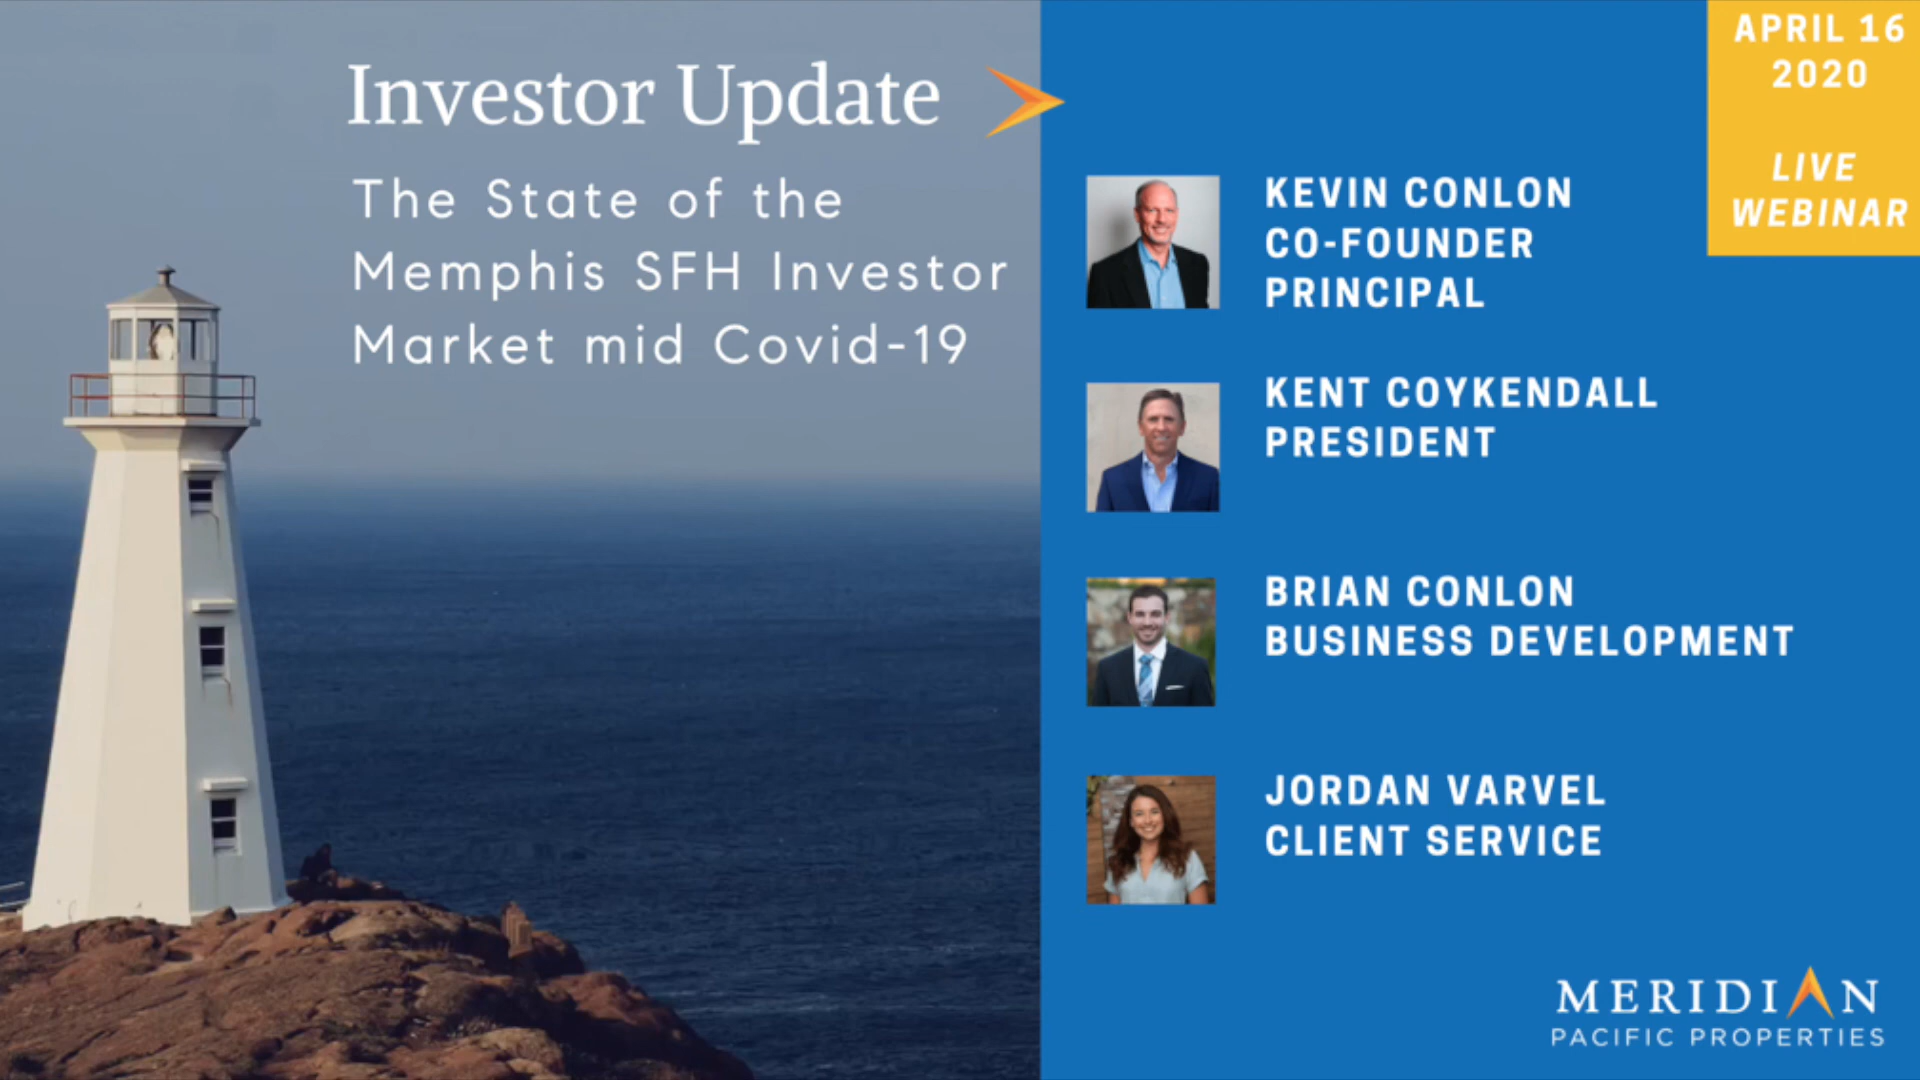 Investor Update
The State of the
Memphis SFH Investor
Market mid Covid-19
APRIL 16
2020
LIVE
WEBINAR
KEVIN CONLON
CO-FOUNDER
PRINCIPAL
KENT COYKENDALL
PRESIDENT
BRIAN CONLON
BUSINESS DEVELOPMENT
JORDAN VARVEL
CLIENT SERVICE
MERIDIAN
PACIFIC PROPERTIES